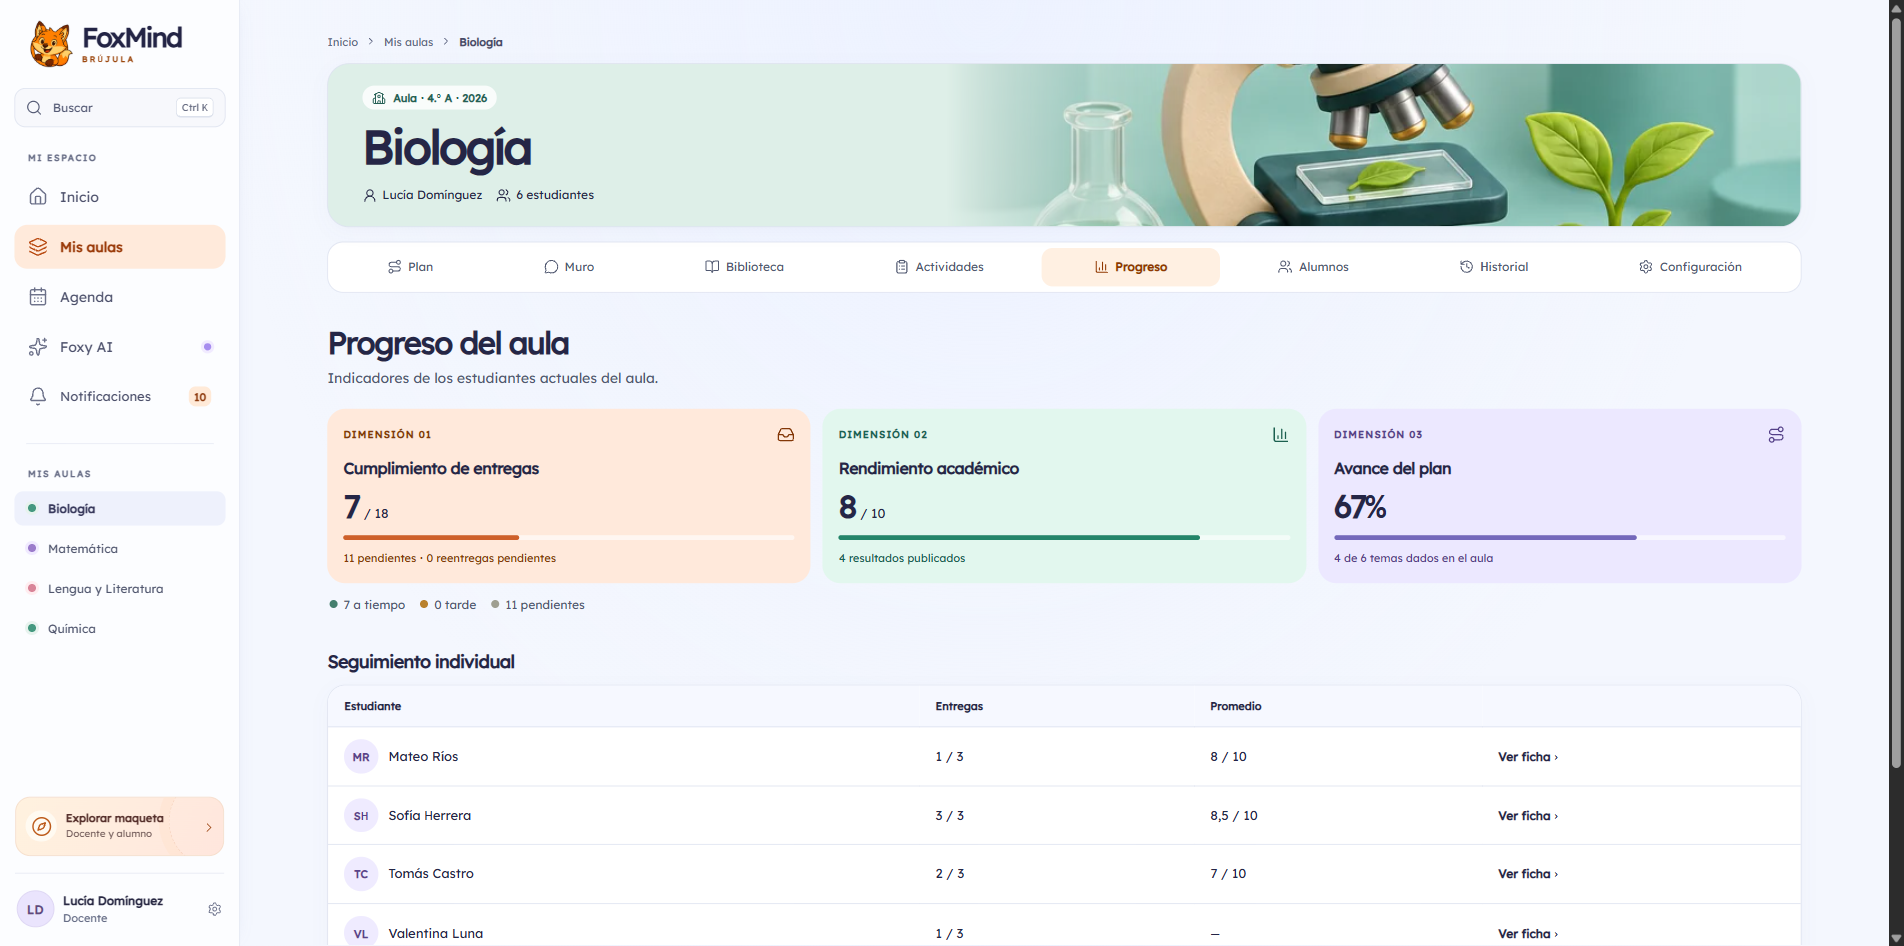 FoxMind
BRÚJULA
Buscar
Ctrl K
MI ESPACIO
Inicio
Mis aulas
Agenda
Foxy AI
Notificaciones
10
MIS AULAS
Biología
Matemática
Lengua y Literatura
Química
Explorar maqueta
Docente y alumno
LD
Lucía Domínguez
Docente
Inicio > Mis aulas > Biología
Aula · 4.º A · 2026
Biología
Lucía Domínguez 6 estudiantes
Plan Muro Biblioteca Actividades Progreso Alumnos Historial Configuración
Progreso del aula
Indicadores de los estudiantes actuales del aula.
DIMENSIÓN 01
Cumplimiento de entregas
7 / 18
11 pendientes · 0 reentregas pendientes
DIMENSIÓN 02
Rendimiento académico
8 / 10
4 resultados publicados
DIMENSIÓN 03
Avance del plan
67%
4 de 6 temas dados en el aula
7 a tiempo 0 tarde 11 pendientes
Seguimiento individual
Estudiante Entregas Promedio
MR Mateo Ríos 1 / 3 8 / 10 Ver ficha ›
SH Sofía Herrera 3 / 3 8,5 / 10 Ver ficha ›
TC Tomás Castro 2 / 3 7 / 10 Ver ficha ›
VL Valentina Luna 1 / 3 — Ver ficha ›